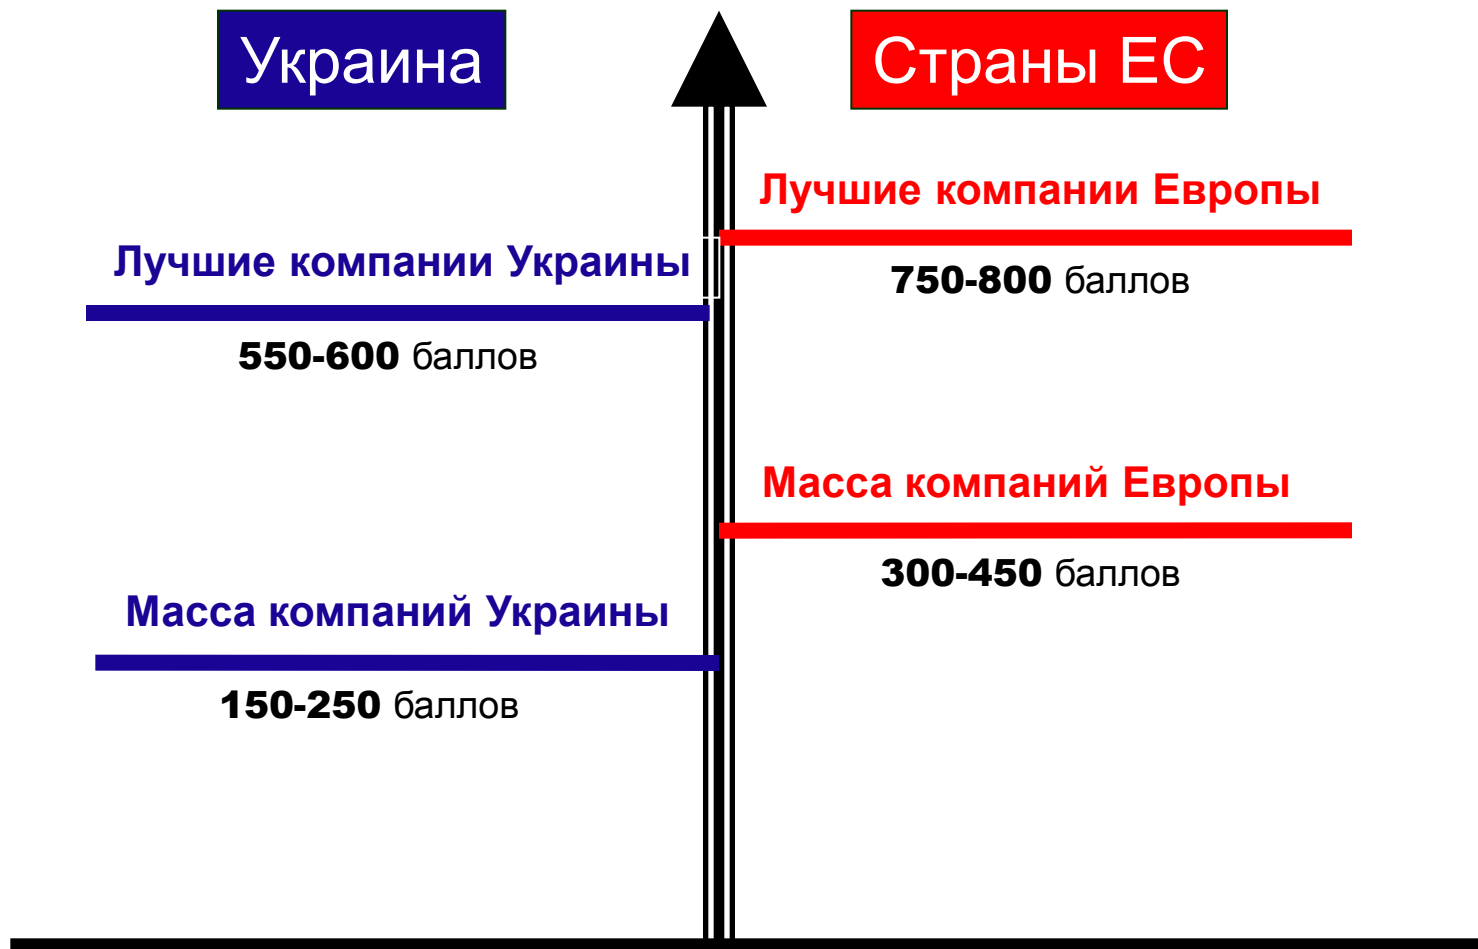 Украина
Страны ЕС
Лучшие компании Европы
750-800 баллов
Лучшие компании Украины
550-600 баллов
Масса компаний Европы
300-450 баллов
Масса компаний Украины
150-250 баллов